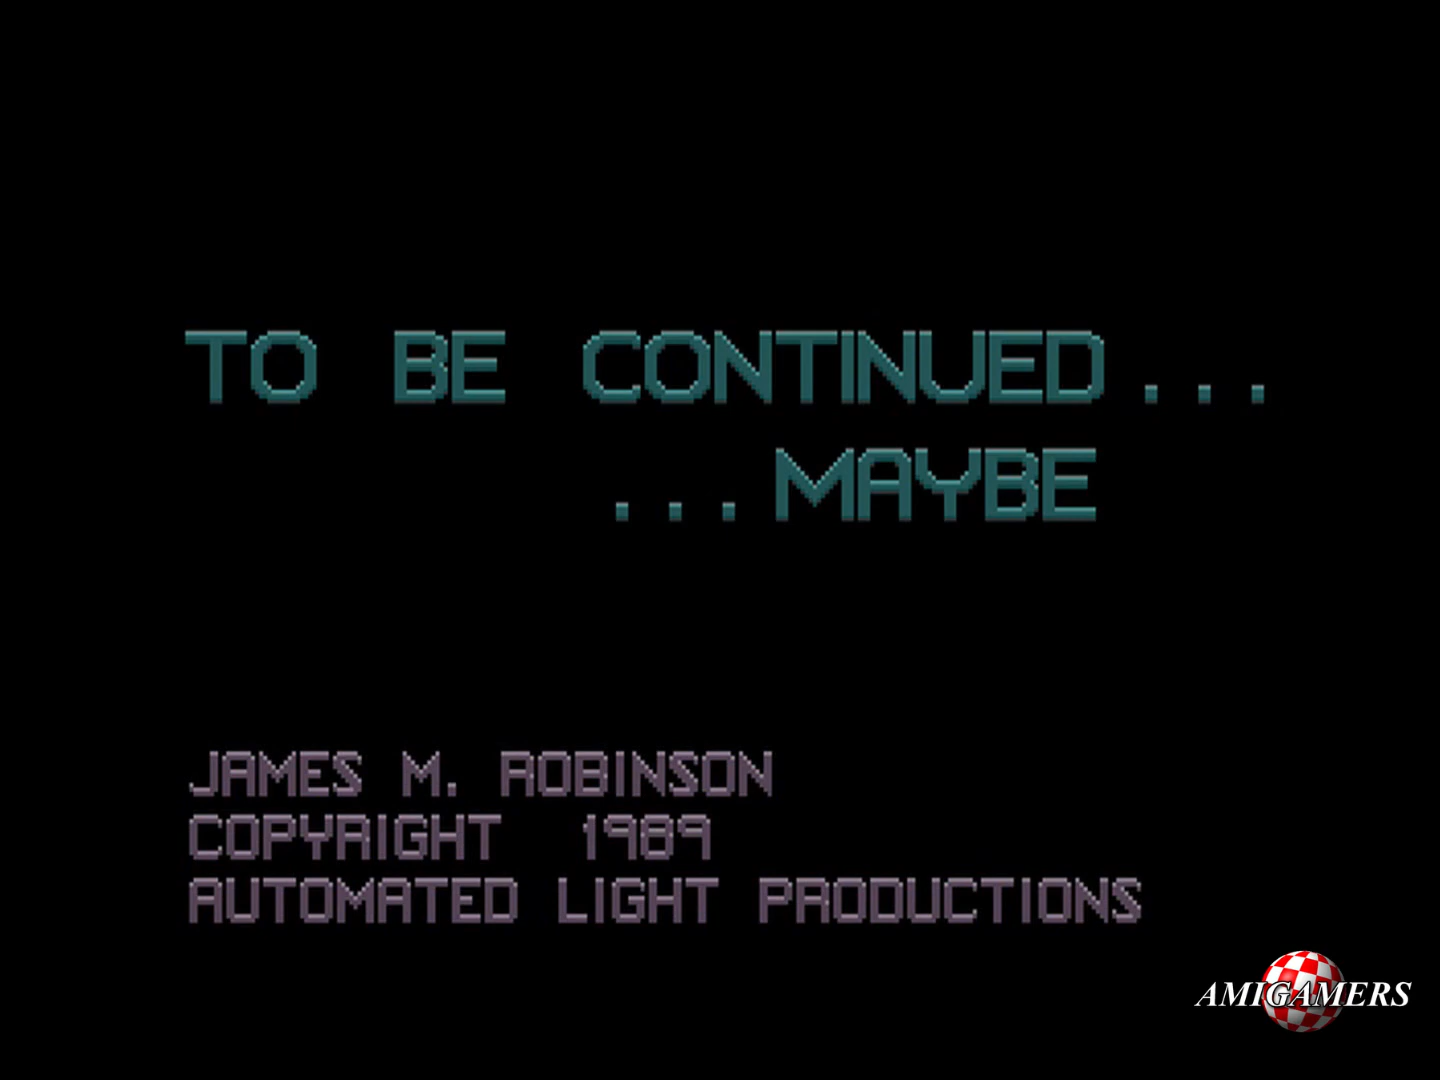 TO BE CONTINUED...
...MAYBE
JAMES M. ROBINSON
COPYRIGHT 1989
AUTOMATED LIGHT PRODUCTIONS
AMIGAMERS